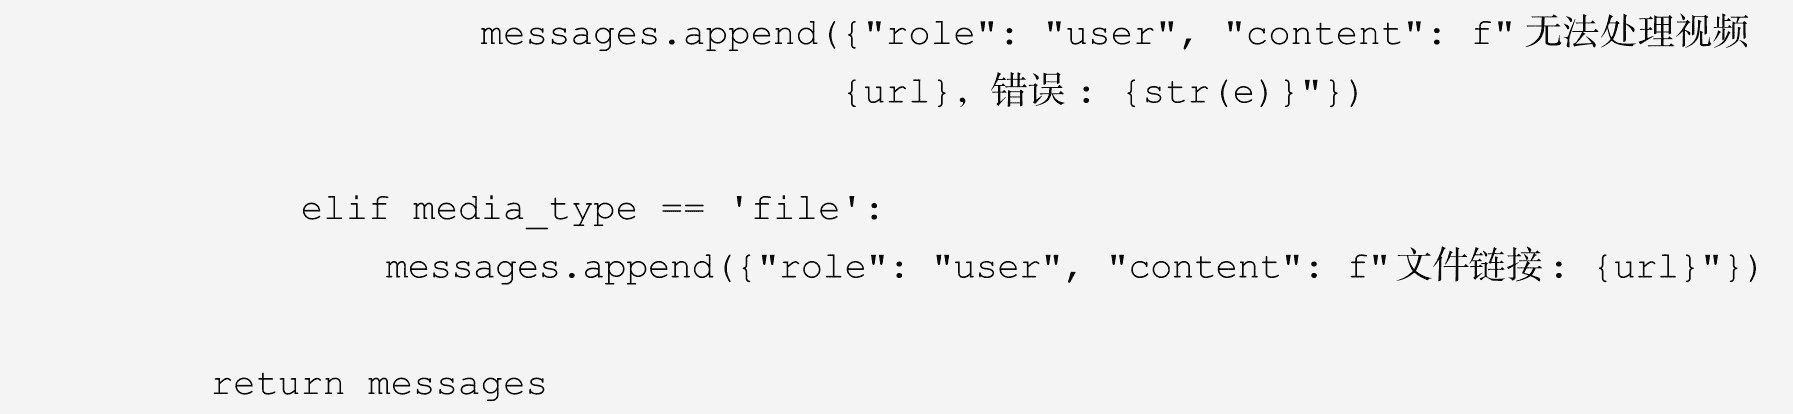 messages.append({"role": "user", "content": f"无法处理视频
{url}, 错误: {str(e)}"})
elif media_type == 'file':
messages.append({"role": "user", "content": f"文件链接: {url}"})
return messages